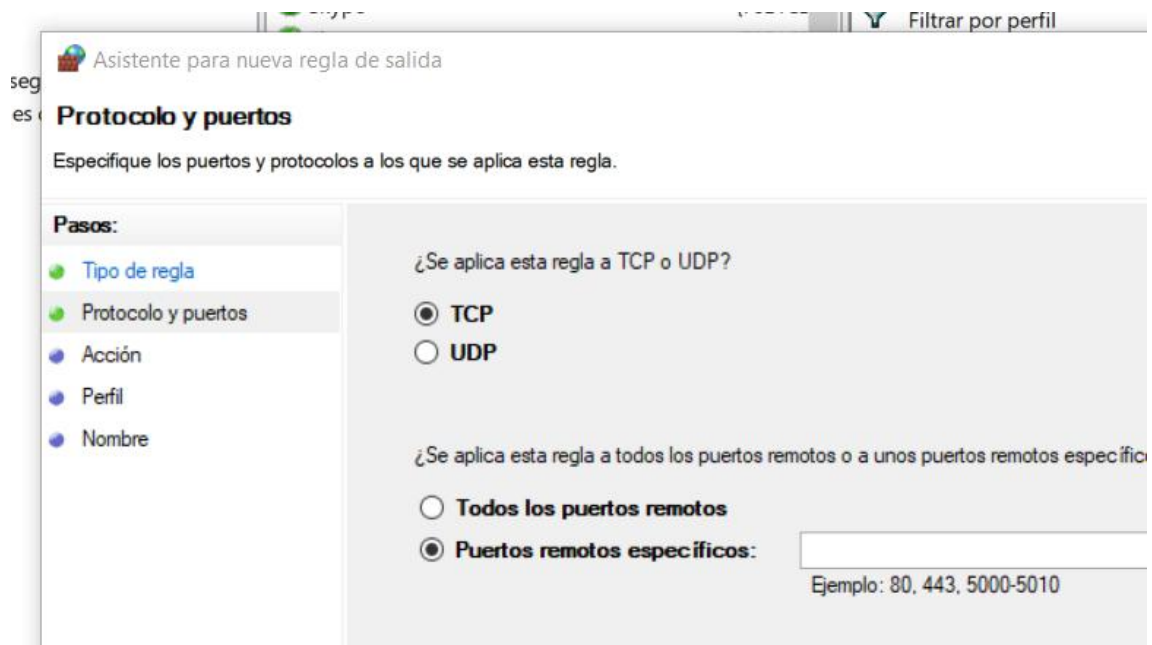 Filtrar por perfil
Asistente para nueva regla de salida
seg
es
Protocolo y puertos
Especifique los puertos y protocolos a los que se aplica esta regla.
Pasos:
Tipo de regla
Protocolo y puertos
Acción
Perfil
Nombre
¿Se aplica esta regla a TCP o UDP?
TCP
UDP
¿Se aplica esta regla a todos los puertos remotos o a unos puertos remotos específic
Todos los puertos remotos
Puertos remotos específicos:
Ejemplo: 80, 443, 5000-5010